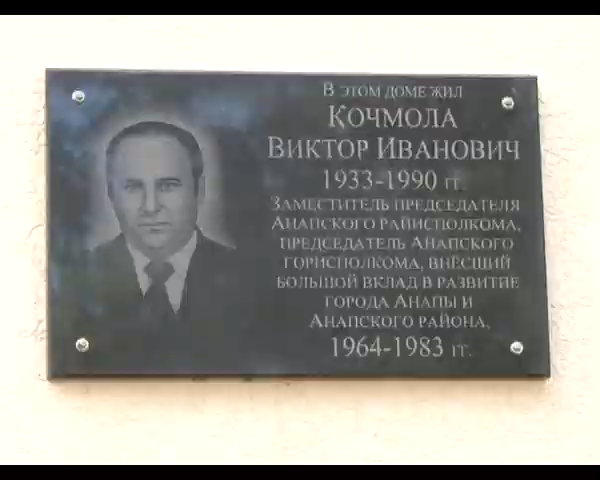 В этом доме жил
Кочмола
Виктор Иванович
1933-1990 гг.
Заместитель председателя
Анапского райисполкома,
председатель Анапского
горисполкома, внёсший
большой вклад в развитие
города Анапы и
Анапского района.
1964-1983 гг.